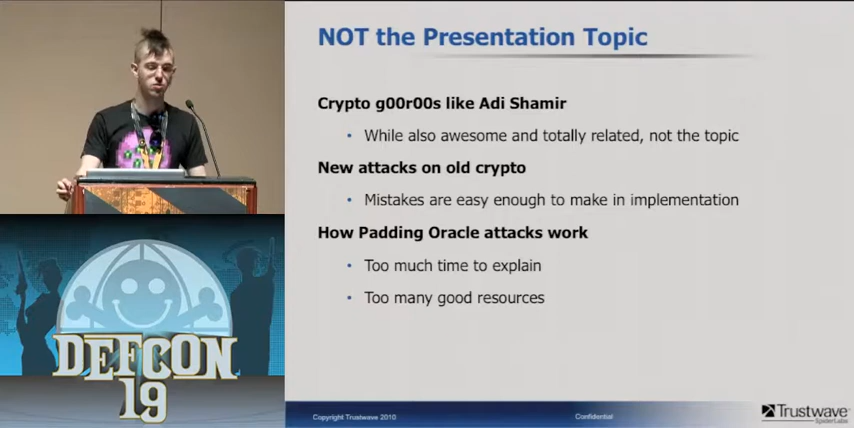 NOT the Presentation Topic
Crypto g00r00s like Adi Shamir
• While also awesome and totally related, not the topic
New attacks on old crypto
• Mistakes are easy enough to make in implementation
How Padding Oracle attacks work
• Too much time to explain
• Too many good resources
DEFCON
19
Copyright Trustwave 2010
Confidential
Trustwave®
SpiderLabs